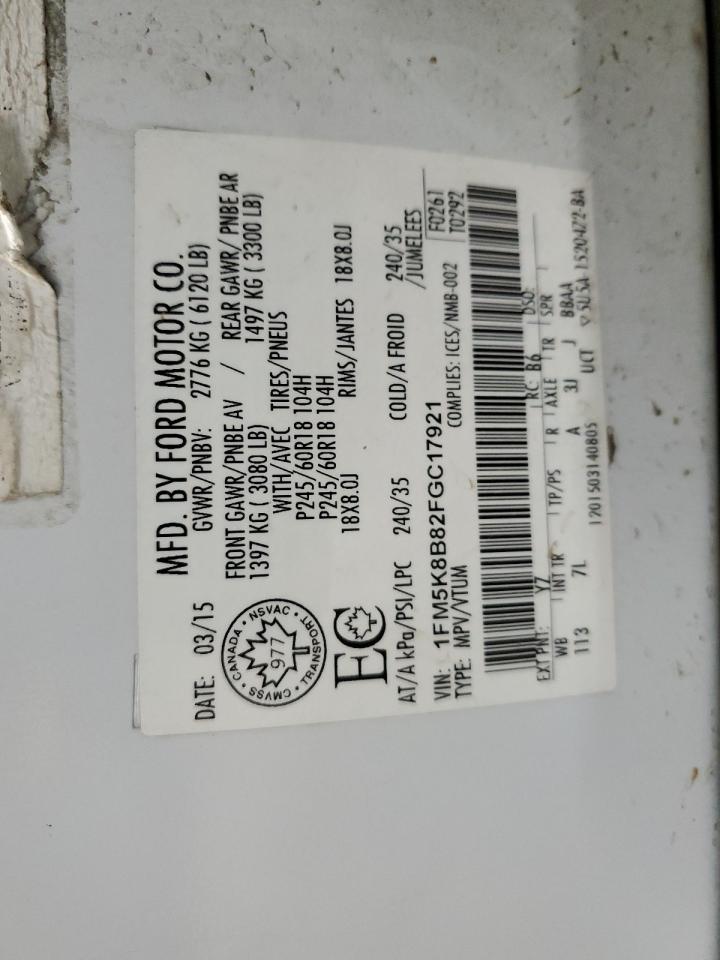 MFD. BY FORD MOTOR CO.
DATE: 03/15 GVWR/PNBV: 2776 KG ( 6120 LB)
FRONT GAWR/PNBE AV / REAR GAWR/ PNBE AR
1397 KG ( 3080 LB) 1497 KG ( 3300 LB)
WITH/AVEC TIRES/PNEUS
P245/60R18 104H
P245/60R18 104H
18X8.0J RIMS/JANTES 18X8.0J
CMVSS • CANADA • NSVAC • TRANSPORT
977
EC
AT/A kPa/PSI/LPC 240/35 COLD/A FROID 240/35
/JUMELEES
VIN: 1FM5K8B82FGC17921 F0261
TYPE: MPV/VTUM COMPLIES: ICES/NMB-002 T0292
EXT PNT: YZ RC: B6 DSO:
WB INT TR TP/PS R AXLE TR SPR
113 7L A 3J J BBAA
1201503140805 UCT 5U5A-1520472-BA